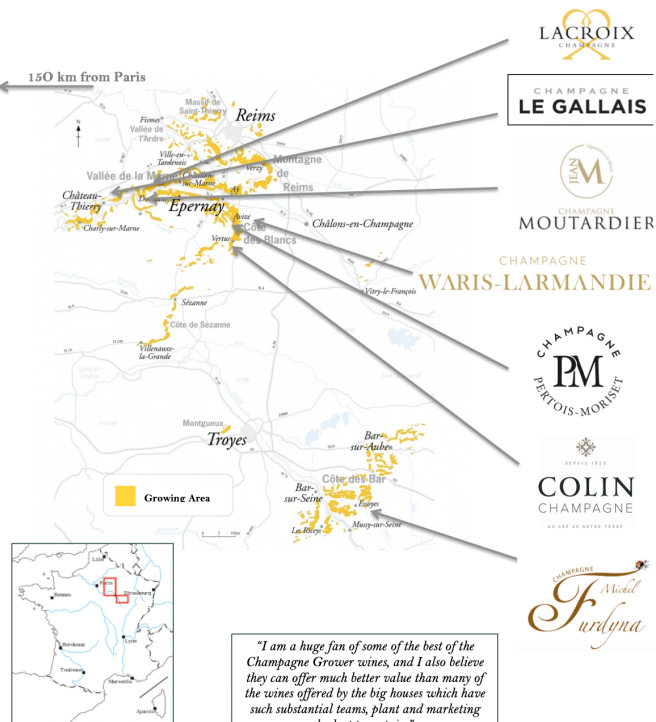 LACROIX
CHAMPAGNE
150 km from Paris
CHAMPAGNE
LE GALLAIS
Massif de
Saint-Thierry
Reims
Fismes
Vallée de
l'Ardre
N
Ville-en-
Tardenois
Montagne
de
Reims
Verzy
Vallée de la
Châtillon-
sur-Marne
Château-
Thierry
Ay
Epernay
Charly-sur-Marne
Avize
Côte
des Blancs
Vertus
Châlons-en-Champagne
JEAN
M
CHAMPAGNE
MOUTARDIER
CHAMPAGNE
WARIS-LARMANDIE
Vitry-le-François
Sézanne
Côte de Sézanne
Villenauxe-
la-Grande
CHAMPAGNE
PM
PERTOIS-MORISET
Montgueux
Troyes
Bar-
sur-Aube
Côte des Bar
Bar-
sur-Seine
Essoyes
Mussy-sur-Seine
Les Riceys
Growing Area
DEPUIS 1829
COLIN
CHAMPAGNE
AU GRÉ DE NOTRE TERRE
CHAMPAGNE
Michel
Furdyna
Lille
Paris
Strasbourg
Rennes
Lyon
Bordeaux
Toulouse
Marseille
Ajaccio
“I am a huge fan of some of the best of the
Champagne Grower wines, and I also believe
they can offer much better value than many of
the wines offered by the big houses which have
such substantial teams, plant and marketing